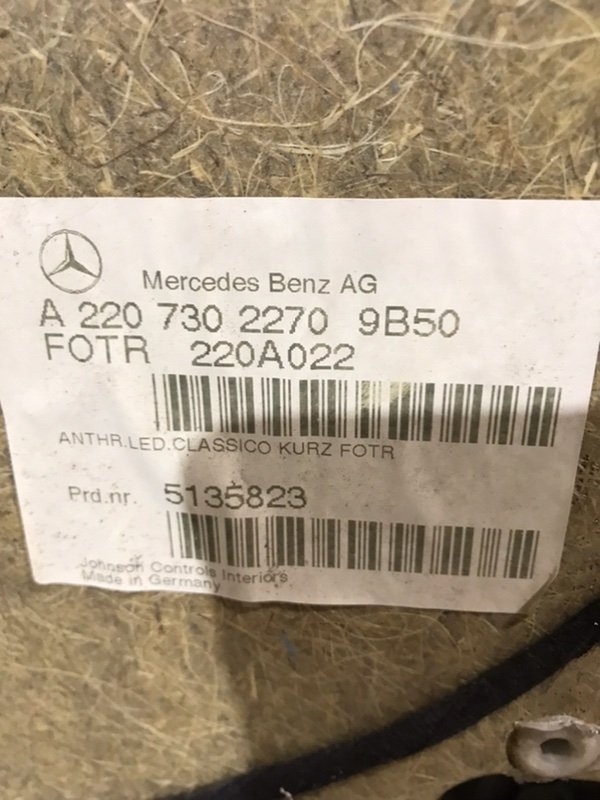 Mercedes Benz AG
A 220 730 2270 9B50
FOTR 220A022
ANTHR.LED.CLASSICO KURZ FOTR
Prd.nr. 5135823
Johnson Controls Interiors
Made in Germany